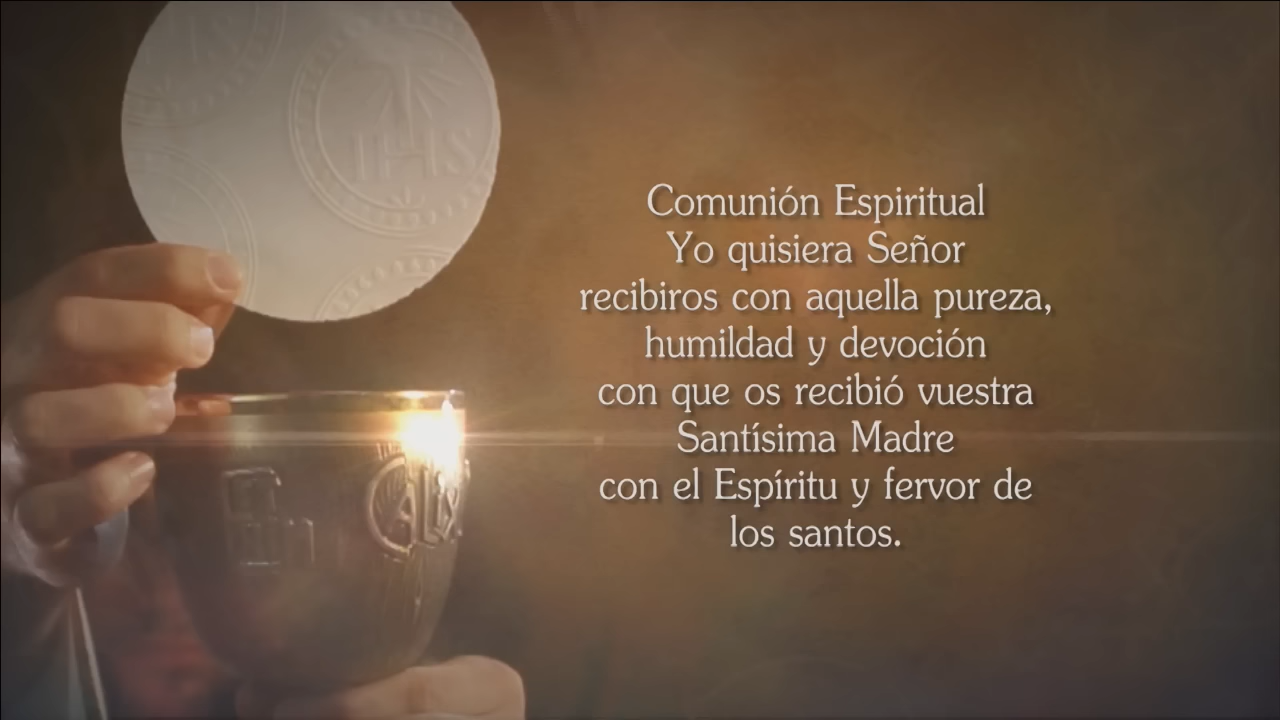 IHS
Comunión Espiritual
Yo quisiera Señor
recibiros con aquella pureza,
humildad y devoción
con que os recibió vuestra
Santísima Madre
con el Espíritu y fervor de
los santos.